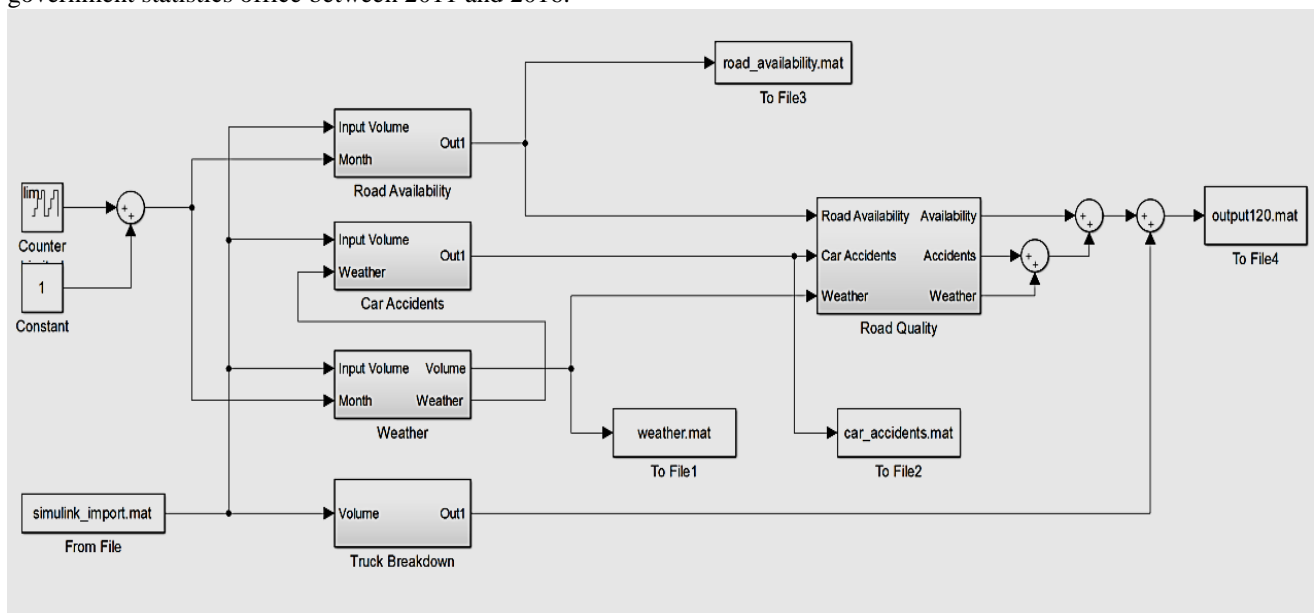 government statistics office between 2011 and 2018.
road_availability.mat
To File3
Input Volume
Month
Out1
Road Availability
lim
Counter
1
Constant
Input Volume
Weather
Out1
Car Accidents
Road Availability
Car Accidents
Weather
Availability
Accidents
Weather
Road Quality
output120.mat
To File4
Input Volume
Month
Volume
Weather
Weather
weather.mat
To File1
car_accidents.mat
To File2
simulink_import.mat
From File
Volume
Out1
Truck Breakdown